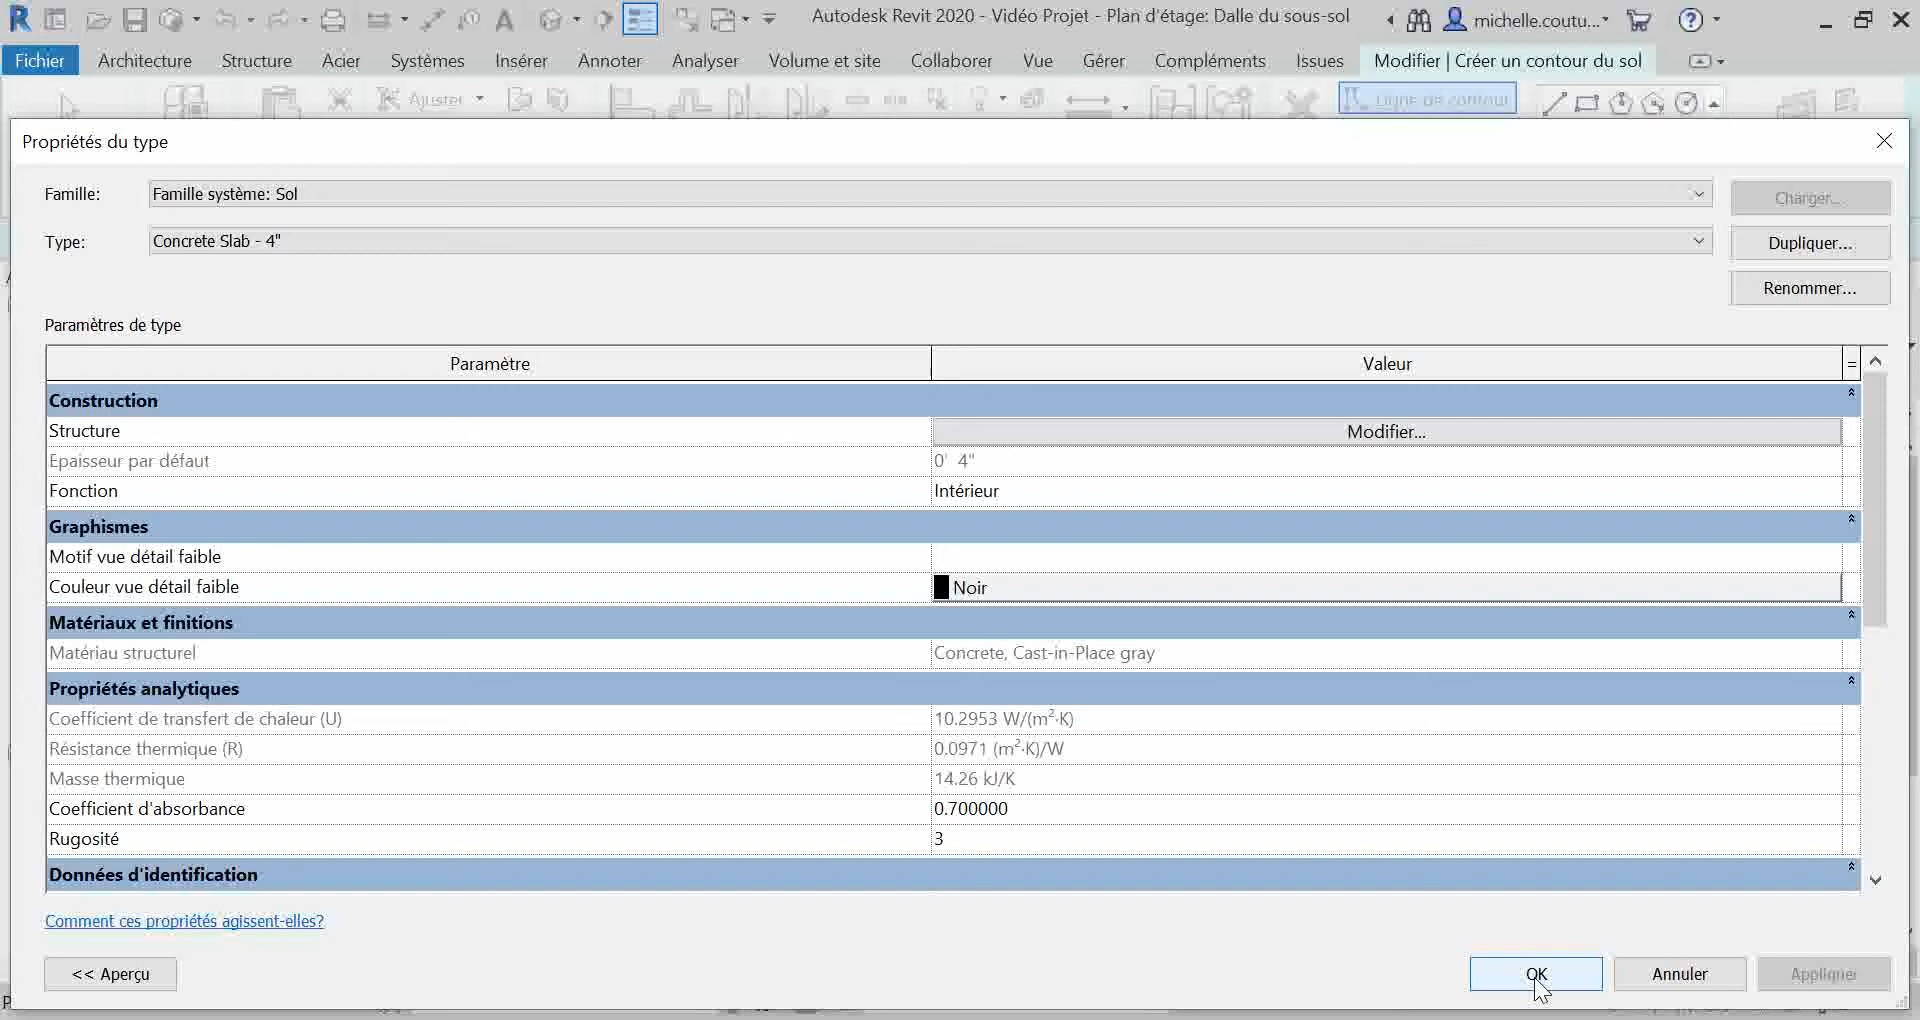 Autodesk Revit 2020 - Vidéo Projet - Plan d'étage: Dalle du sous-sol
michelle.coutu...
Fichier Architecture Structure Acier Systèmes Insérer Annoter Analyser Volume et site Collaborer Vue Gérer Compléments Issues Modifier | Créer un contour du sol
Ajuster
Ligne de contour
Propriétés du type
Famille: Famille système: Sol Charger...
Type: Concrete Slab - 4" Dupliquer...
Renommer...
Paramètres de type
Paramètre Valeur =
Construction
Structure Modifier...
Epaisseur par défaut 0' 4"
Fonction Intérieur
Graphismes
Motif vue détail faible
Couleur vue détail faible Noir
Matériaux et finitions
Matériau structurel Concrete, Cast-in-Place gray
Propriétés analytiques
Coefficient de transfert de chaleur (U) 10.2953 W/(m²·K)
Résistance thermique (R) 0.0971 (m²·K)/W
Masse thermique 14.26 kJ/K
Coefficient d'absorbance 0.700000
Rugosité 3
Données d'identification
Comment ces propriétés agissent-elles?
<< Aperçu OK Annuler Appliquer